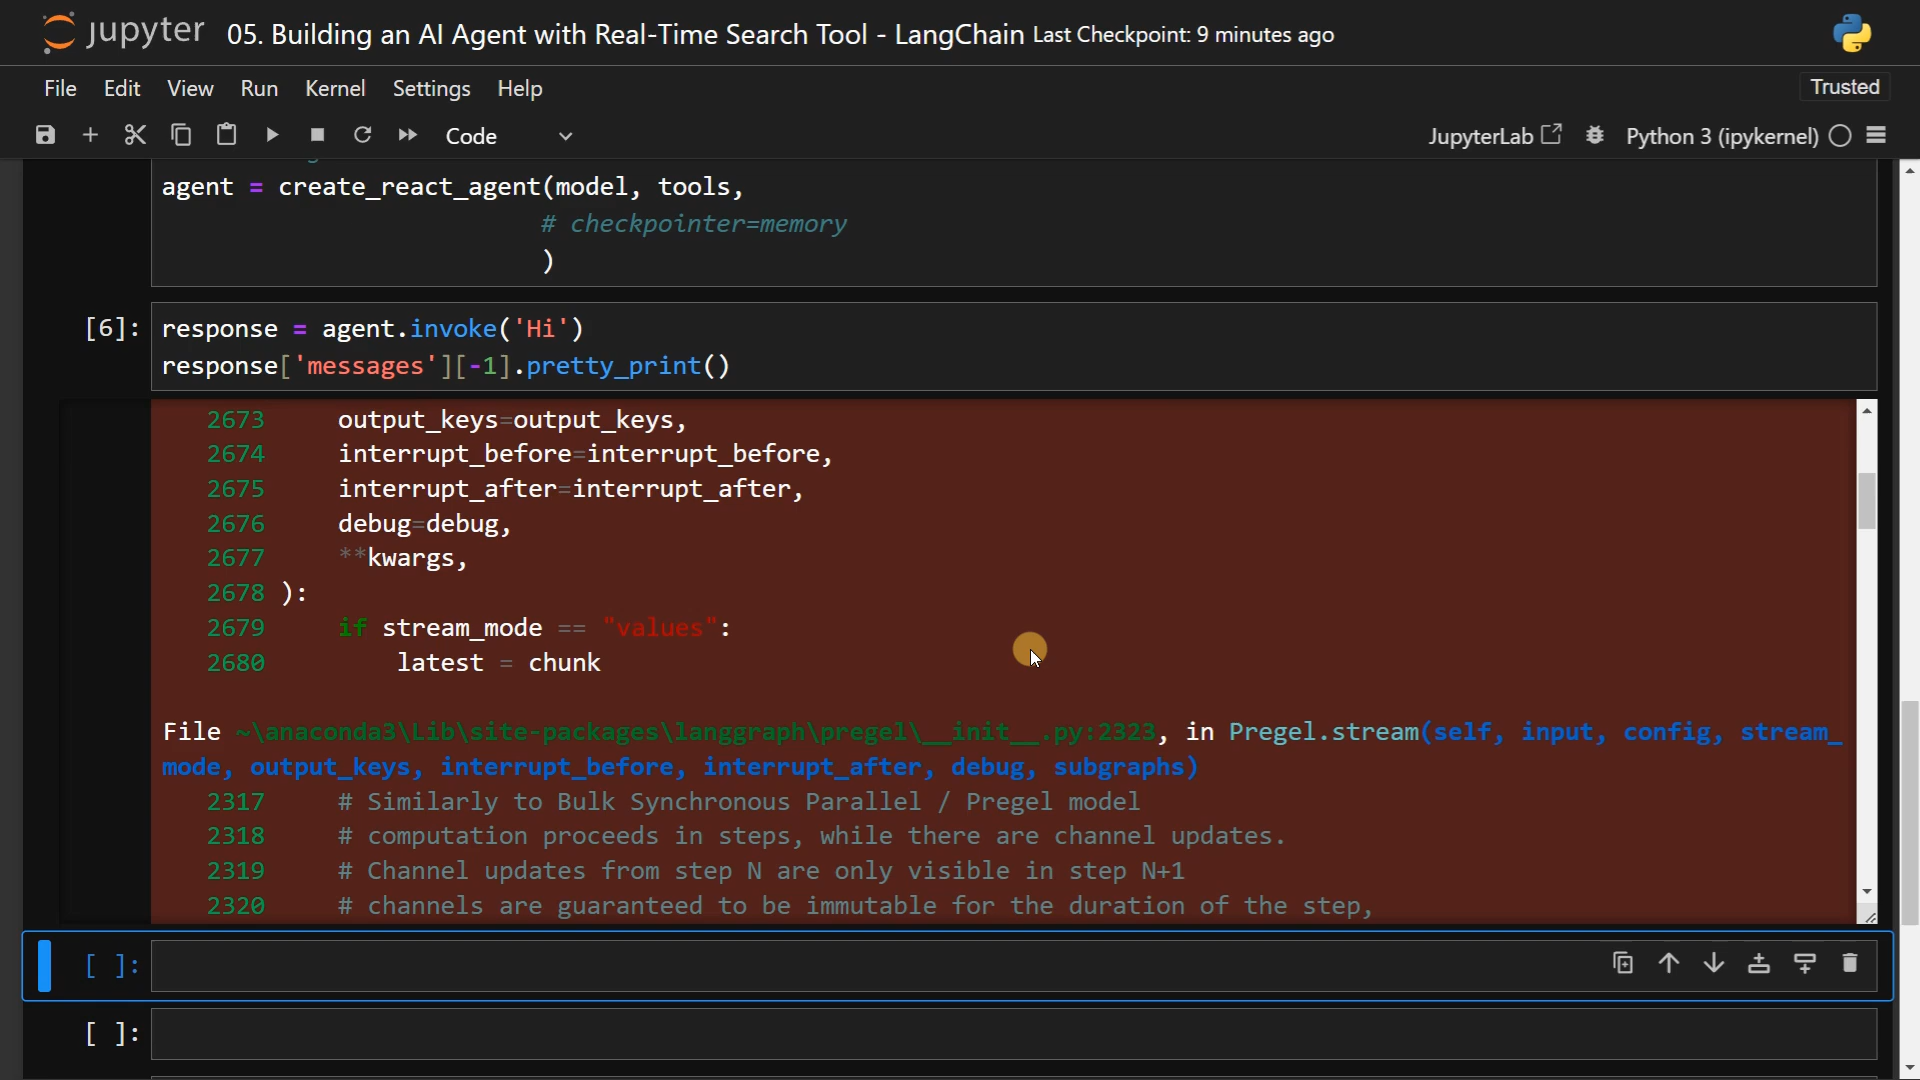 jupyter 05. Building an AI Agent with Real-Time Search Tool - LangChain Last Checkpoint: 9 minutes ago
File Edit View Run Kernel Settings Help Trusted
Code JupyterLab Python 3 (ipykernel)
agent = create_react_agent(model, tools,
# checkpointer=memory
)
[6]: response = agent.invoke('Hi')
response['messages'][-1].pretty_print()
2673 output_keys=output_keys,
2674 interrupt_before=interrupt_before,
2675 interrupt_after=interrupt_after,
2676 debug=debug,
2677 **kwargs,
2678 ):
2679 if stream_mode == "values":
2680 latest = chunk
File ~\anaconda3\Lib\site-packages\langgraph\pregel\__init__.py:2323, in Pregel.stream(self, input, config, stream_
mode, output_keys, interrupt_before, interrupt_after, debug, subgraphs)
2317 # Similarly to Bulk Synchronous Parallel / Pregel model
2318 # computation proceeds in steps, while there are channel updates.
2319 # Channel updates from step N are only visible in step N+1
2320 # channels are guaranteed to be immutable for the duration of the step,
[ ]:
[ ]: